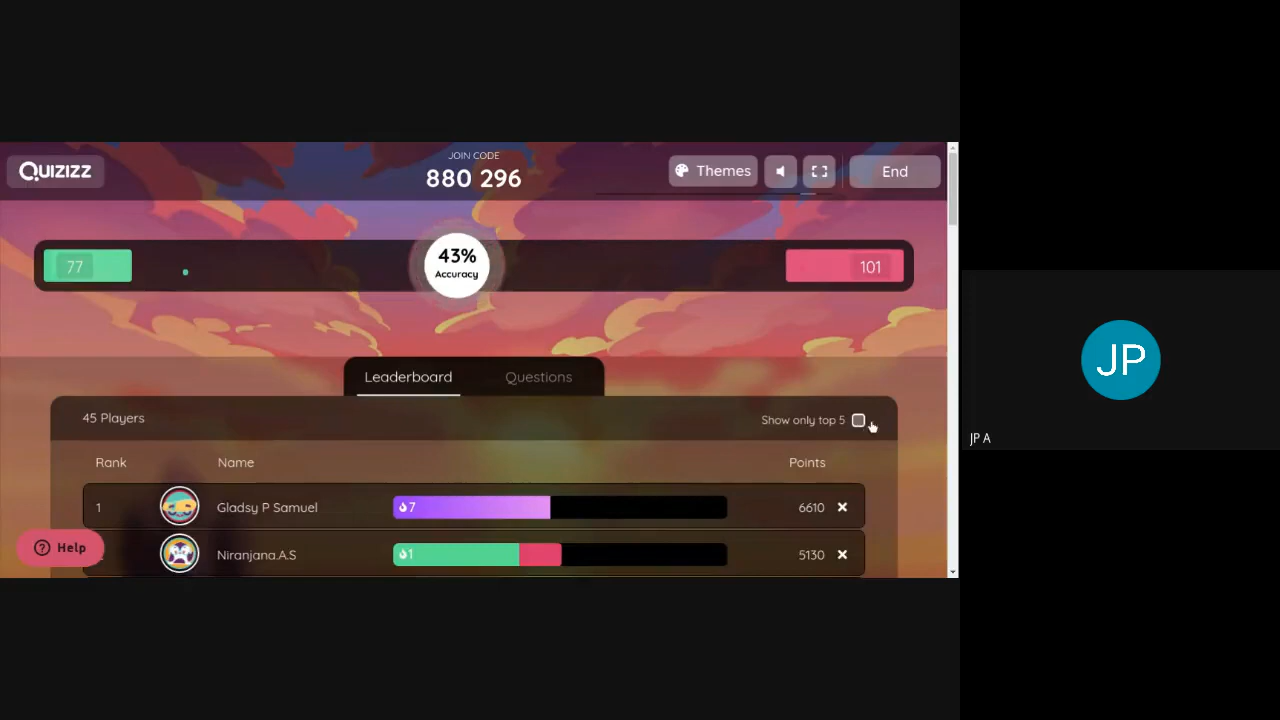 QUIZIZZ
JOIN CODE
880 296
Themes
End
77
43%
Accuracy
101
Leaderboard
Questions
45 Players
Show only top 5
Rank
Name
Points
1
Gladsy P Samuel
7
6610
Help
Niranjana.A.S
1
5130
JP
JP A